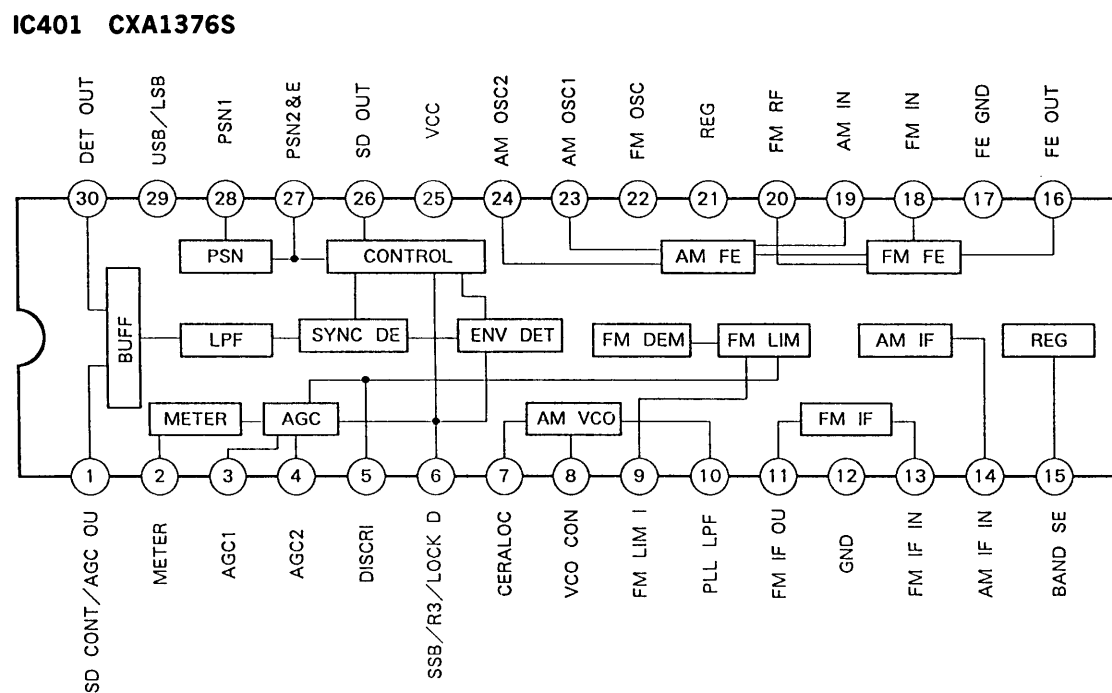 IC401 CXA1376S
DET OUT
USB/LSB
PSN1
PSN2&E
SD OUT
VCC
AM OSC2
AM OSC1
FM OSC
REG
FM RF
AM IN
FM IN
FE GND
FE OUT
30 29 28 27 26 25 24 23 22 21 20 19 18 17 16
PSN CONTROL AM FE FM FE
BUFF
LPF SYNC DE ENV DET FM DEM FM LIM AM IF REG
METER AGC AM VCO FM IF
1 2 3 4 5 6 7 8 9 10 11 12 13 14 15
SD CONT/AGC OU
METER
AGC1
AGC2
DISCRI
SSB/R3/LOCK D
CERALOC
VCO CON
FM LIM I
PLL LPF
FM IF OU
GND
FM IF IN
AM IF IN
BAND SE